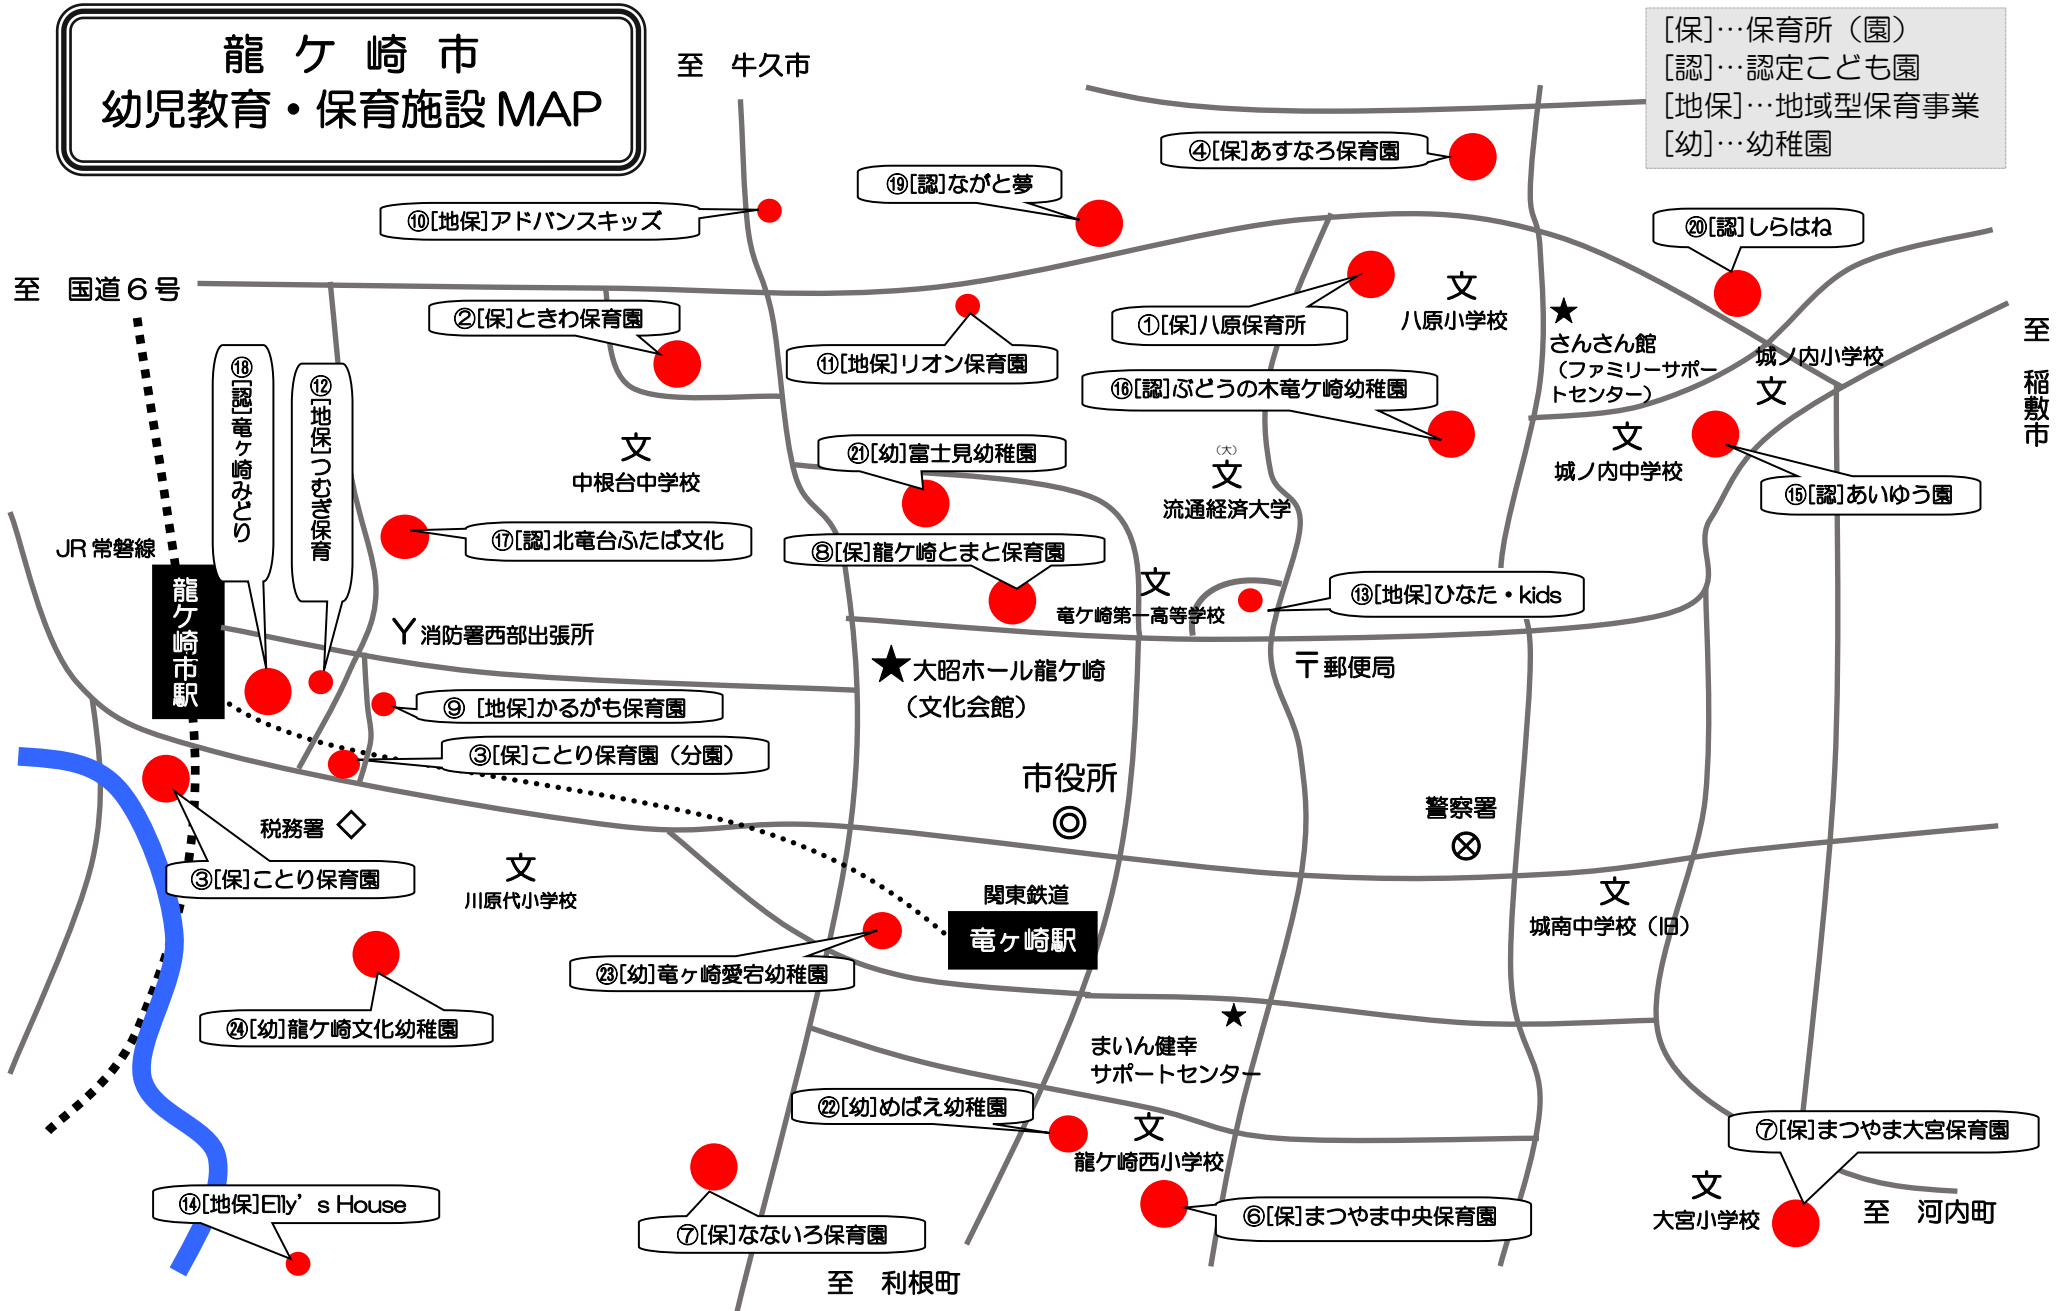 龍ケ崎市
幼児教育・保育施設 MAP
[保]…保育所（園）
[認]…認定こども園
[地保]…地域型保育事業
[幼]…幼稚園
至　牛久市
④[保]あすなろ保育園
⑲[認]ながと夢
⑩[地保]アドバンスキッズ
⑳[認]しらはね
至　国道６号
②[保]ときわ保育園
⑪[地保]リオン保育園
①[保]八原保育所
文
八原小学校
★
さんさん館
（ファミリーサポー
トセンター）
城ノ内小学校
文
至　稲敷市
⑱[認]竜ヶ崎みどり
⑫[地保]つむぎ保育
⑯[認]ぶどうの木竜ケ崎幼稚園
文
中根台中学校
㉑[幼]富士見幼稚園
（大）
文
流通経済大学
文
城ノ内中学校
⑮[認]あいゆう園
JR 常磐線
龍ケ崎市駅
⑰[認]北竜台ふたば文化
⑧[保]龍ケ崎とまと保育園
文
竜ケ崎第一高等学校
⑬[地保]ひなた・kids
Y消防署西部出張所
★大昭ホール龍ケ崎
（文化会館）
〒郵便局
⑨ [地保]かるがも保育園
③[保]ことり保育園（分園）
市役所
◎
警察署
税務署◇
③[保]ことり保育園
文
川原代小学校
関東鉄道
竜ヶ崎駅
文
城南中学校（旧）
㉓[幼]竜ヶ崎愛宕幼稚園
㉔[幼]龍ケ崎文化幼稚園
★
まいん健幸
サポートセンター
㉒[幼]めばえ幼稚園
文
龍ケ崎西小学校
⑦[保]まつやま大宮保育園
⑭[地保]Elly’s House
⑦[保]なないろ保育園
⑥[保]まつやま中央保育園
文
大宮小学校
至　河内町
至　利根町